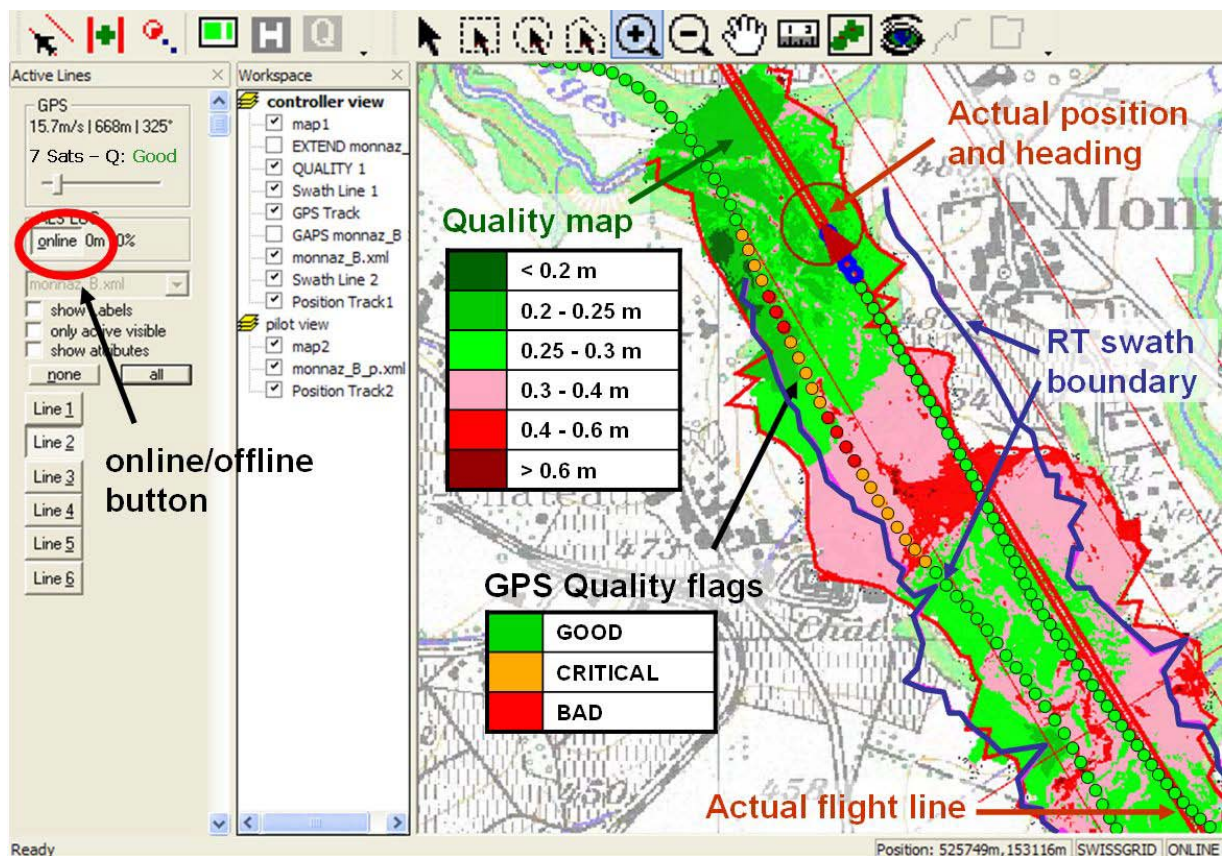 H
Q
Active Lines
GPS
15.7m/s | 668m | 325°
7 Sats – Q: Good
online 0m 0%
monnaz_B.xml
show Labels
only active visible
show attributes
none
all
Line 1
Line 2
Line 3
Line 4
Line 5
Line 6
online/offline
button
Workspace
controller view
map1
EXTEND monnaz_
QUALITY 1
Swath Line 1
GPS Track
GAPS monnaz_B
monnaz_B.xml
Swath Line 2
Position Track1
pilot view
map2
monnaz_B_p.xml
Position Track2
Actual position
and heading
Quality map
< 0.2 m
0.2 - 0.25 m
0.25 - 0.3 m
0.3 - 0.4 m
0.4 - 0.6 m
> 0.6 m
RT swath
boundary
473
GPS Quality flags
GOOD
CRITICAL
BAD
450
458
Actual flight line
Ready
Position: 525749m,153116m
SWISSGRID
ONLINE